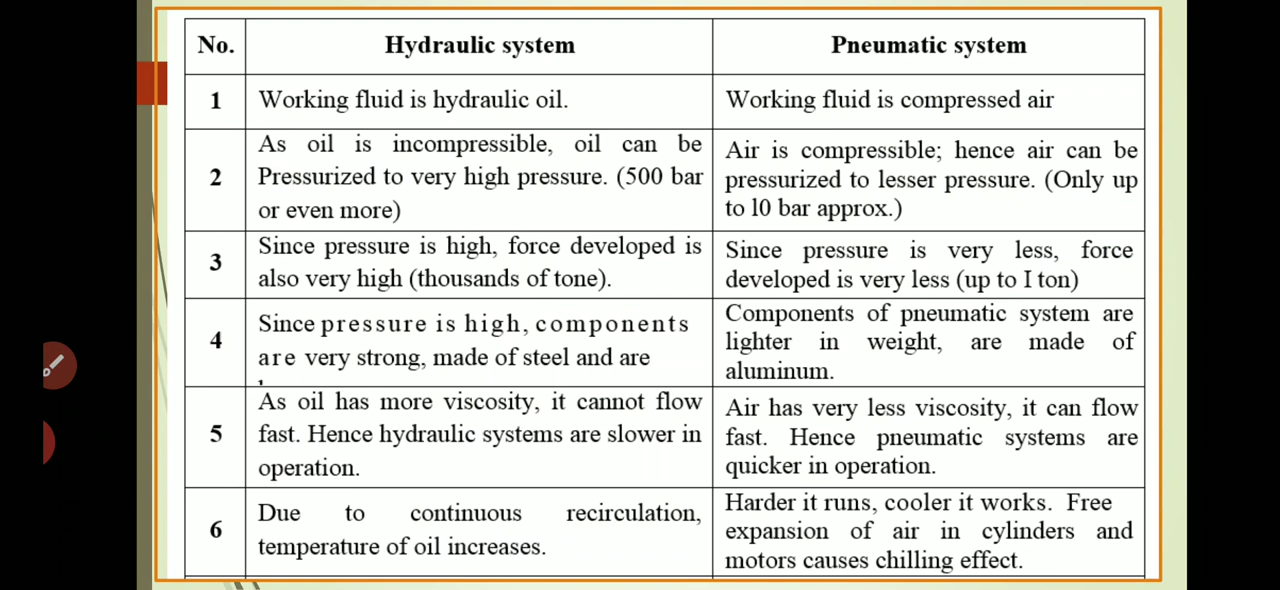 No.
Hydraulic system
Pneumatic system
1
Working fluid is hydraulic oil.
Working fluid is compressed air
2
As oil is incompressible, oil can be
Pressurized to very high pressure. (500 bar
or even more)
Air is compressible; hence air can be
pressurized to lesser pressure. (Only up
to l0 bar approx.)
3
Since pressure is high, force developed is
also very high (thousands of tone).
Since pressure is very less, force
developed is very less (up to I ton)
4
Since pressure is high, components
are very strong, made of steel and are
Components of pneumatic system are
lighter in weight, are made of
aluminum.
5
As oil has more viscosity, it cannot flow
fast. Hence hydraulic systems are slower in
operation.
Air has very less viscosity, it can flow
fast. Hence pneumatic systems are
quicker in operation.
6
Due to continuous recirculation,
temperature of oil increases.
Harder it runs, cooler it works. Free
expansion of air in cylinders and
motors causes chilling effect.